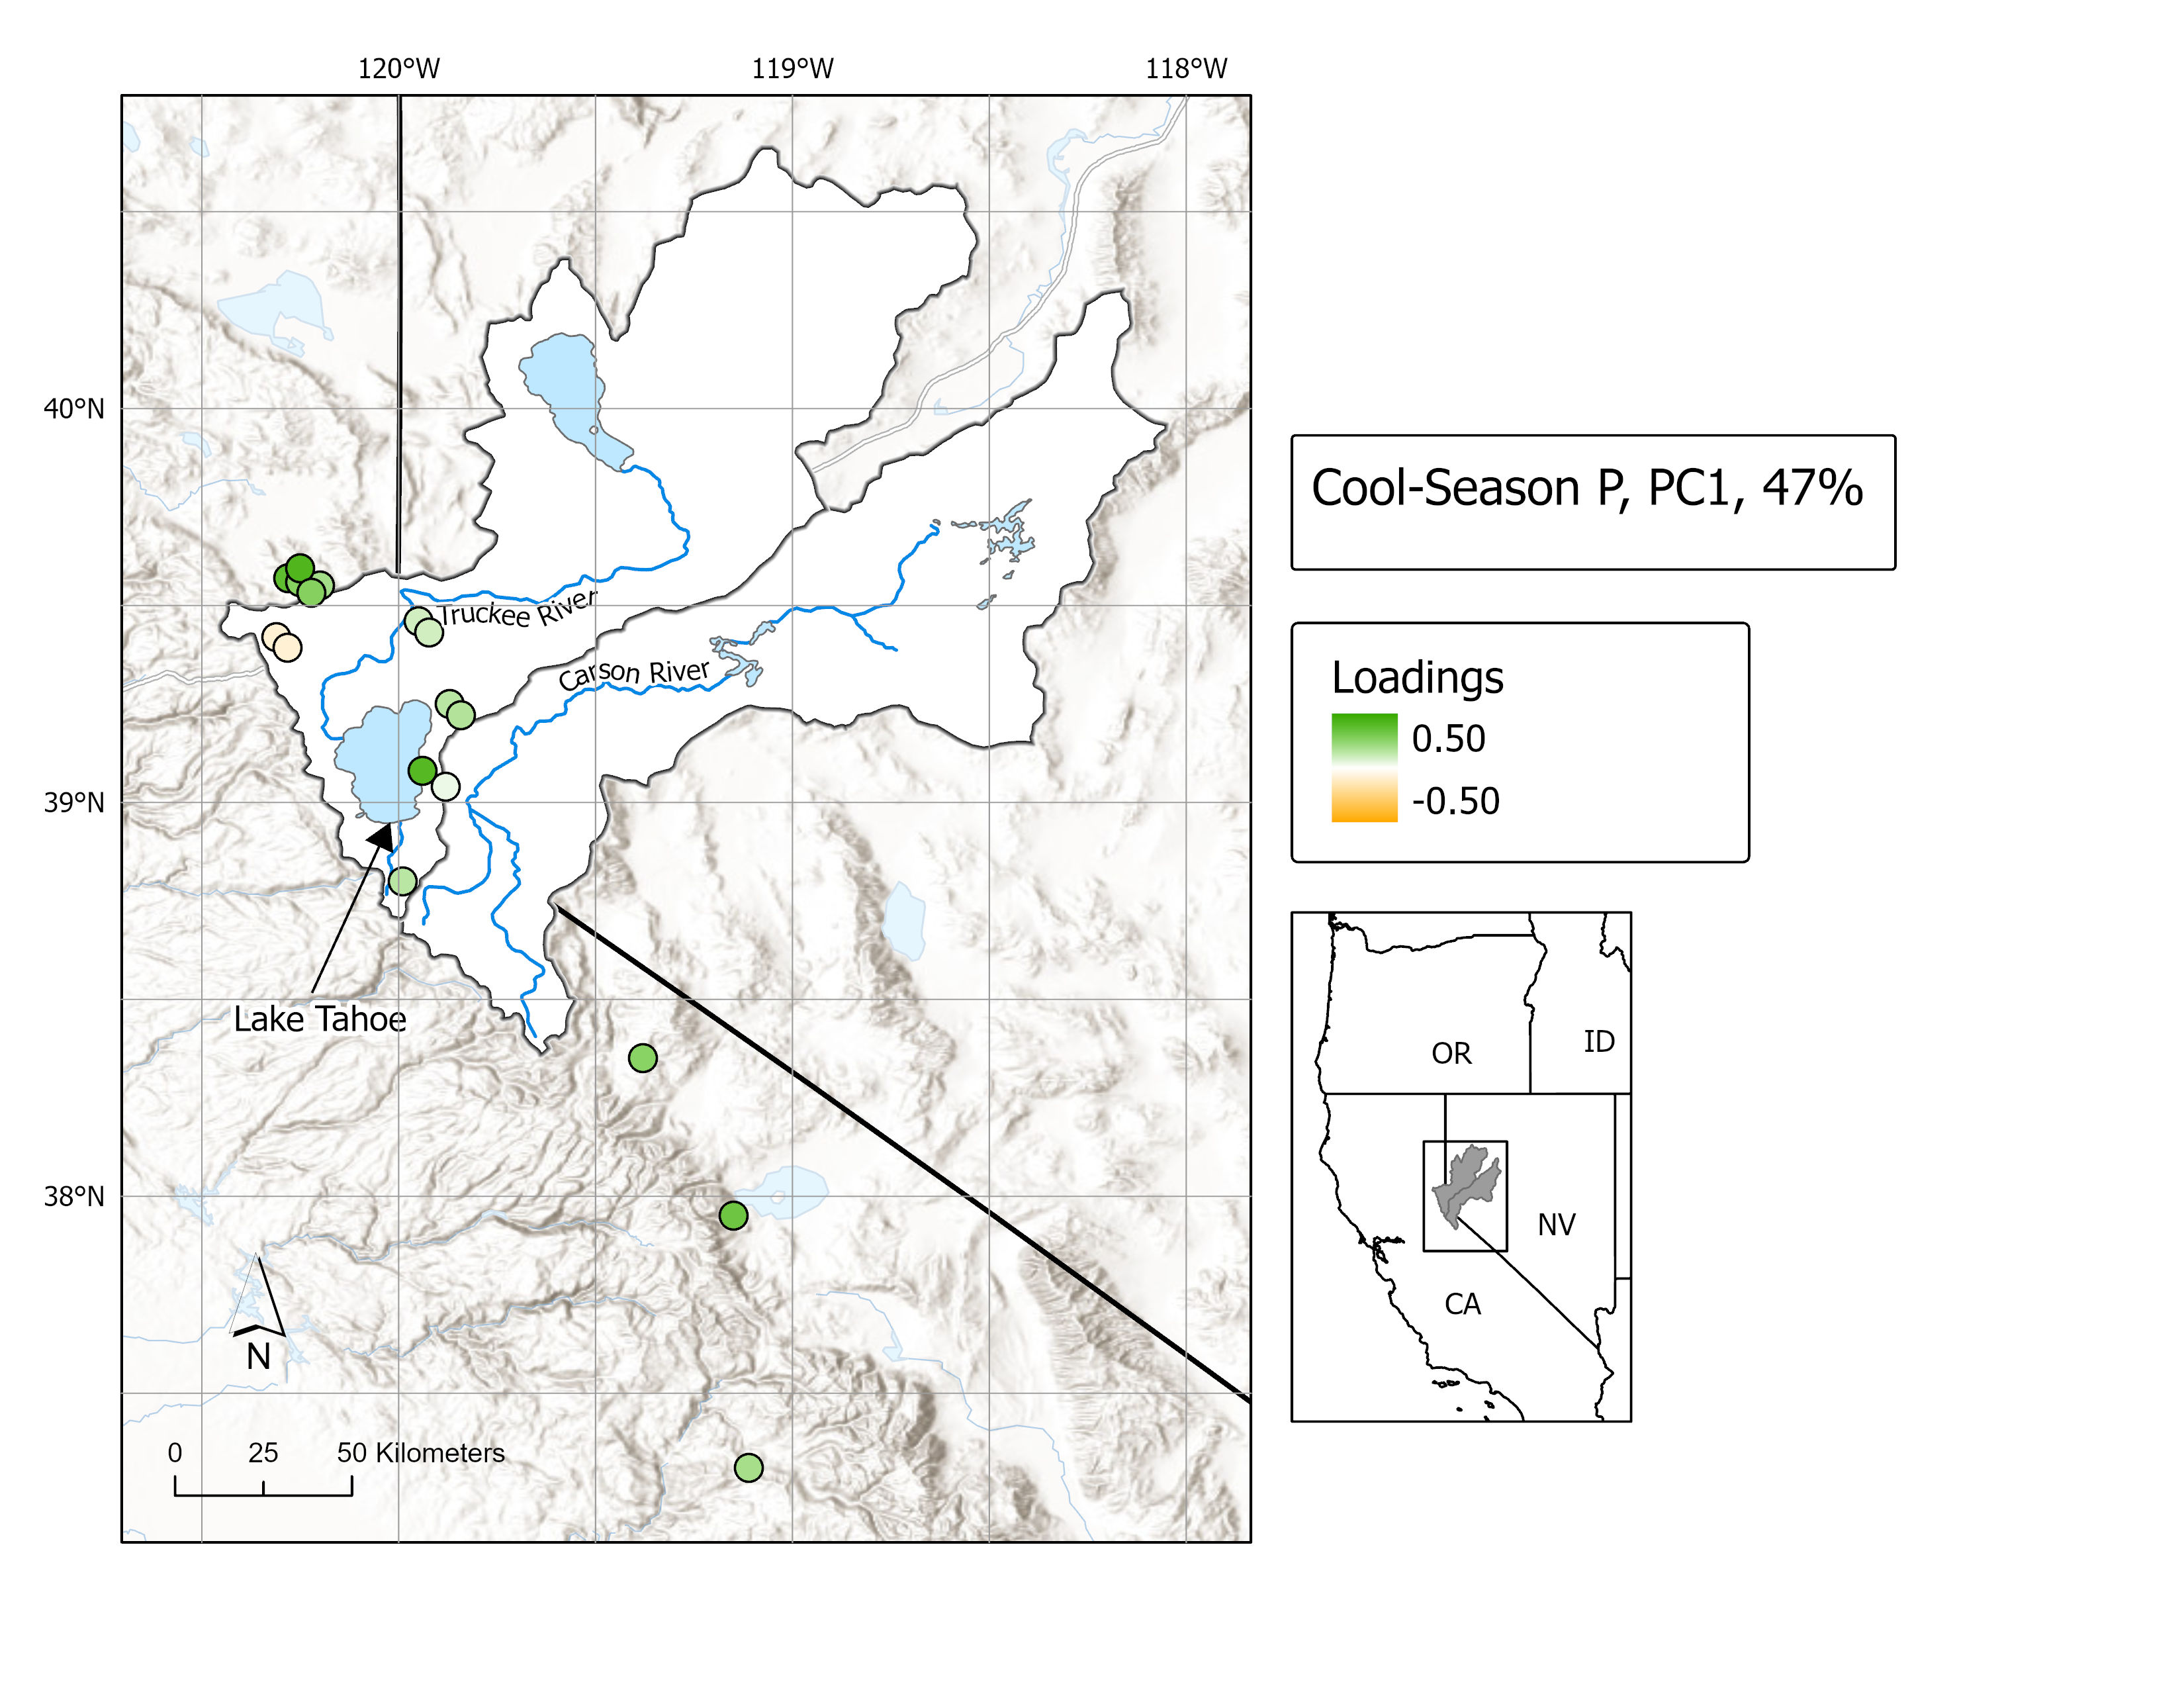 120°W
119°W
118°W
40°N
39°N
38°N
Truckee River
Carson River
Lake Tahoe
N
0 25 50 Kilometers
Cool-Season P, PC1, 47%
Loadings
0.50
-0.50
OR
ID
NV
CA